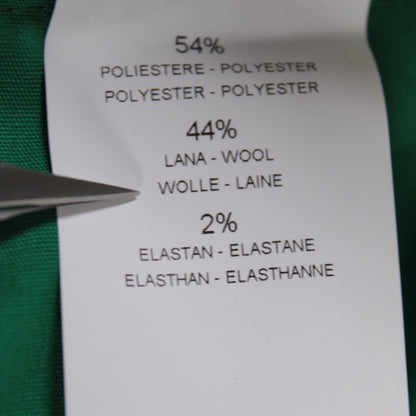 54%
POLIESTERE - POLYESTER
POLYESTER - POLYESTER
44%
LANA - WOOL
WOLLE - LAINE
2%
ELASTAN - ELASTANE
ELASTHAN - ELASTHANNE